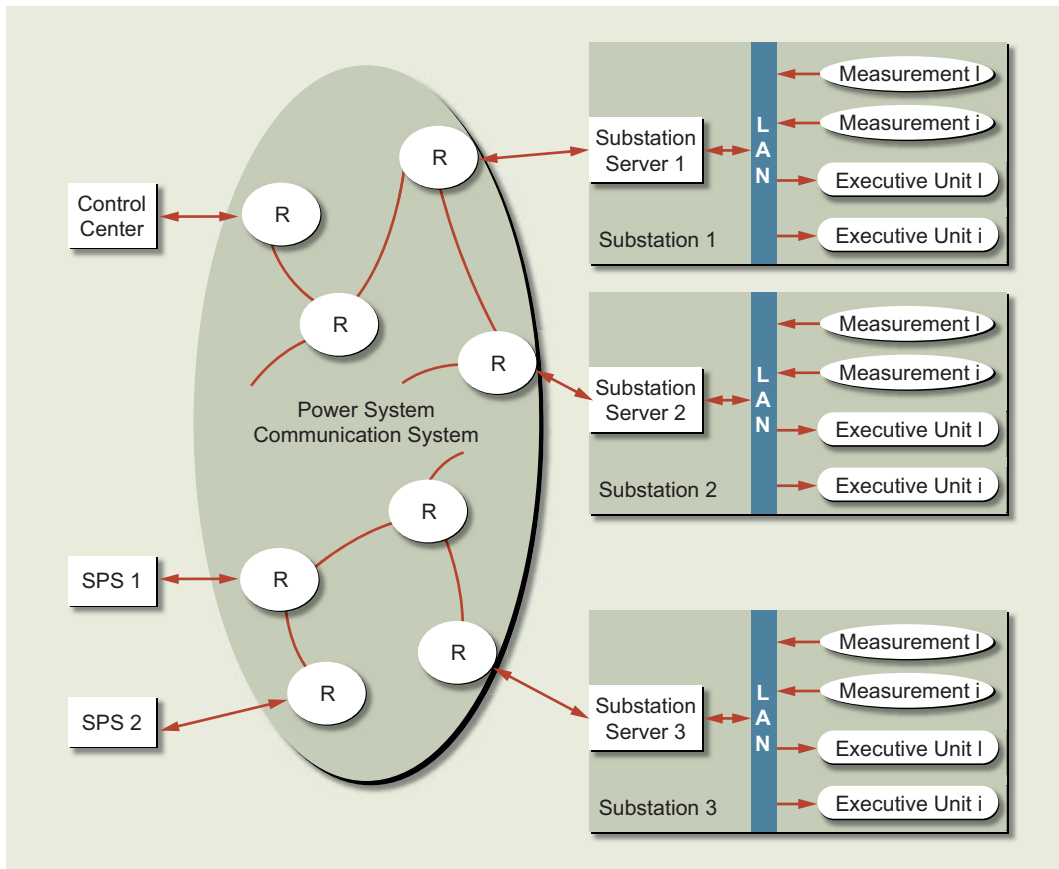 Control
Center
SPS 1
SPS 2
R
R
R
R
Power System
Communication System
R
R
R
R
Substation
Server 1
Substation 1
L
A
N
Measurement l
Measurement i
Executive Unit l
Executive Unit i
Substation
Server 2
Substation 2
L
A
N
Measurement l
Measurement i
Executive Unit l
Executive Unit i
Substation
Server 3
Substation 3
L
A
N
Measurement l
Measurement i
Executive Unit l
Executive Unit i